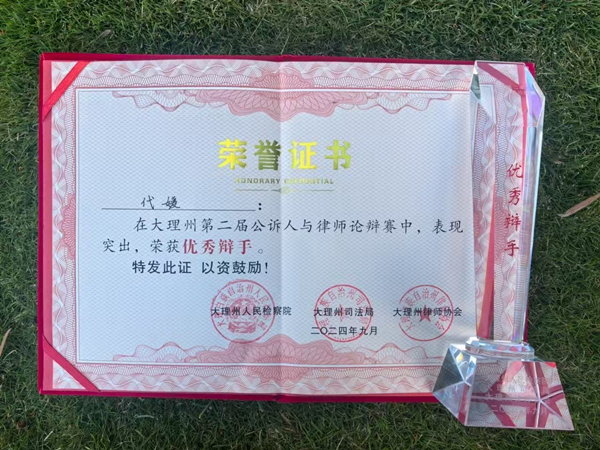 荣誉证书
HONORARY CREDENTIAL
代媛：
在大理州第二届公诉人与律师论辩赛中，表现
突出，荣获优秀辩手。
特发此证 以资鼓励！
大理州人民检察院 大理州司法局 大理州律师协会
二〇二四年九月
优秀辩手